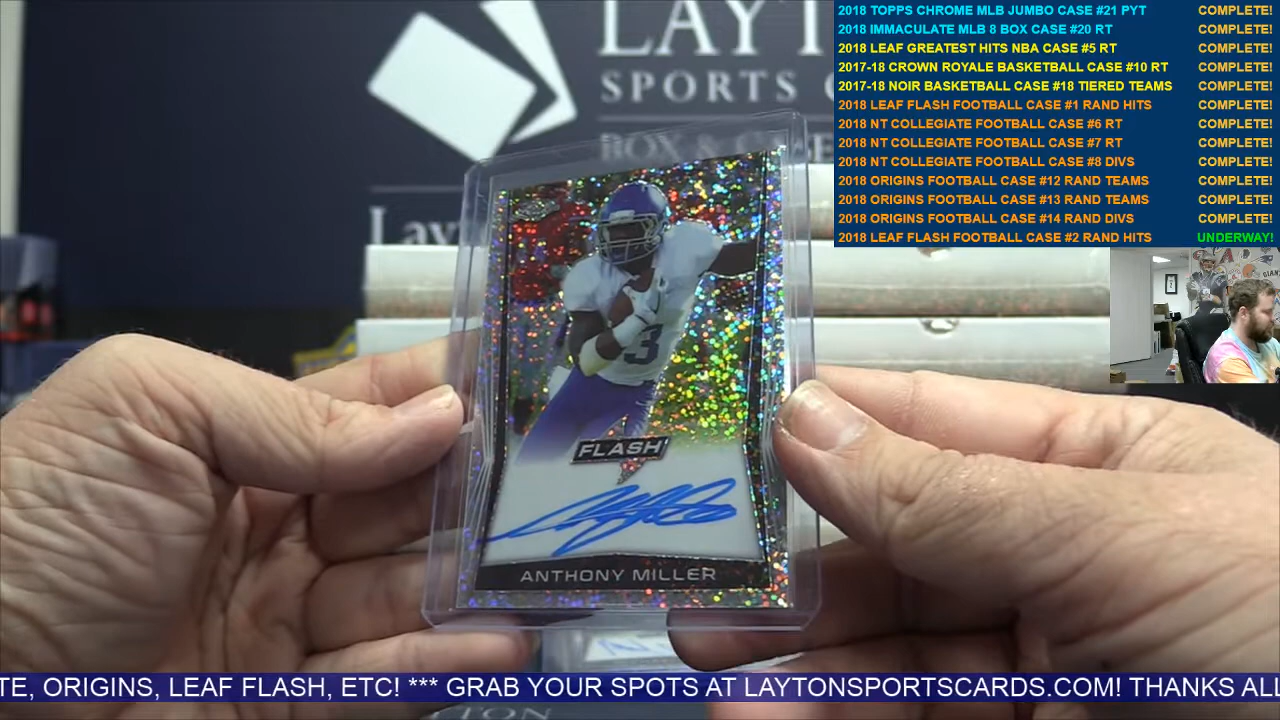 LAYTON
SPORTS C
BOX & C
Lay
2018 TOPPS CHROME MLB JUMBO CASE #21 PYT COMPLETE!
2018 IMMACULATE MLB 8 BOX CASE #20 RT COMPLETE!
2018 LEAF GREATEST HITS NBA CASE #5 RT COMPLETE!
2017-18 CROWN ROYALE BASKETBALL CASE #10 RT COMPLETE!
2017-18 NOIR BASKETBALL CASE #18 TIERED TEAMS COMPLETE!
2018 LEAF FLASH FOOTBALL CASE #1 RAND HITS COMPLETE!
2018 NT COLLEGIATE FOOTBALL CASE #6 RT COMPLETE!
2018 NT COLLEGIATE FOOTBALL CASE #7 RT COMPLETE!
2018 NT COLLEGIATE FOOTBALL CASE #8 DIVS COMPLETE!
2018 ORIGINS FOOTBALL CASE #12 RAND TEAMS COMPLETE!
2018 ORIGINS FOOTBALL CASE #13 RAND TEAMS COMPLETE!
2018 ORIGINS FOOTBALL CASE #14 RAND DIVS COMPLETE!
2018 LEAF FLASH FOOTBALL CASE #2 RAND HITS UNDERWAY!
3
FLASH
ANTHONY MILLER
TE, ORIGINS, LEAF FLASH, ETC! *** GRAB YOUR SPOTS AT LAYTONSPORTSCARDS.COM! THANKS ALL